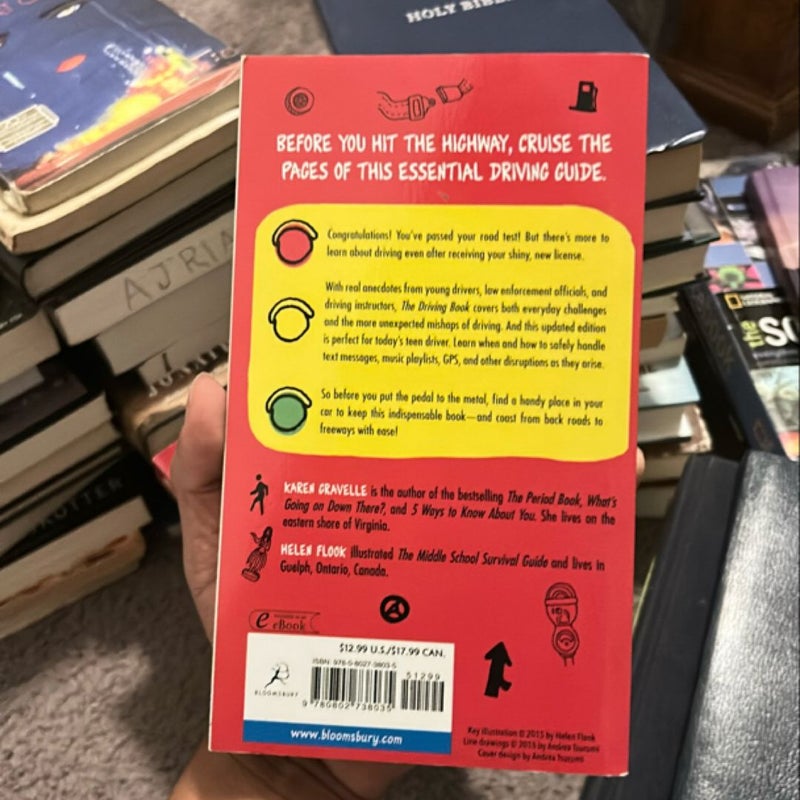 HOLY BIBLE
BEFORE YOU HIT THE HIGHWAY, CRUISE THE
PAGES OF THIS ESSENTIAL DRIVING GUIDE.
Congratulations! You've passed your road test! But there's more to
learn about driving even after receiving your shiny, new license.
With real anecdotes from young drivers, law enforcement officials, and
driving instructors, The Driving Book covers both everyday challenges
and the more unexpected mishaps of driving. And this updated edition
is perfect for today's teen driver. Learn when and how to safely handle
text messages, music playlists, GPS, and other disruptions as they arise.
So before you put the pedal to the metal, find a handy place in your
car to keep this indispensable book—and coast from back roads to
freeways with ease!
KAREN GRAVELLE is the author of the bestselling The Period Book, What's
Going on Down There?, and 5 Ways to Know About You. She lives on the
eastern shore of Virginia.
HELEN FLOOK illustrated The Middle School Survival Guide and lives in
Guelph, Ontario, Canada.
e eBook
$12.99 U.S./$17.99 CAN.
ISBN: 978-0-8027-3803-5
51299
9 780802 738035
BLOOMSBURY
www.bloomsbury.com
Key illustration © 2015 by Helen Flook
Line drawings © 2015 by Andrea Tsurumi
Cover design by Andrea Tsurumi
AJRIA
the